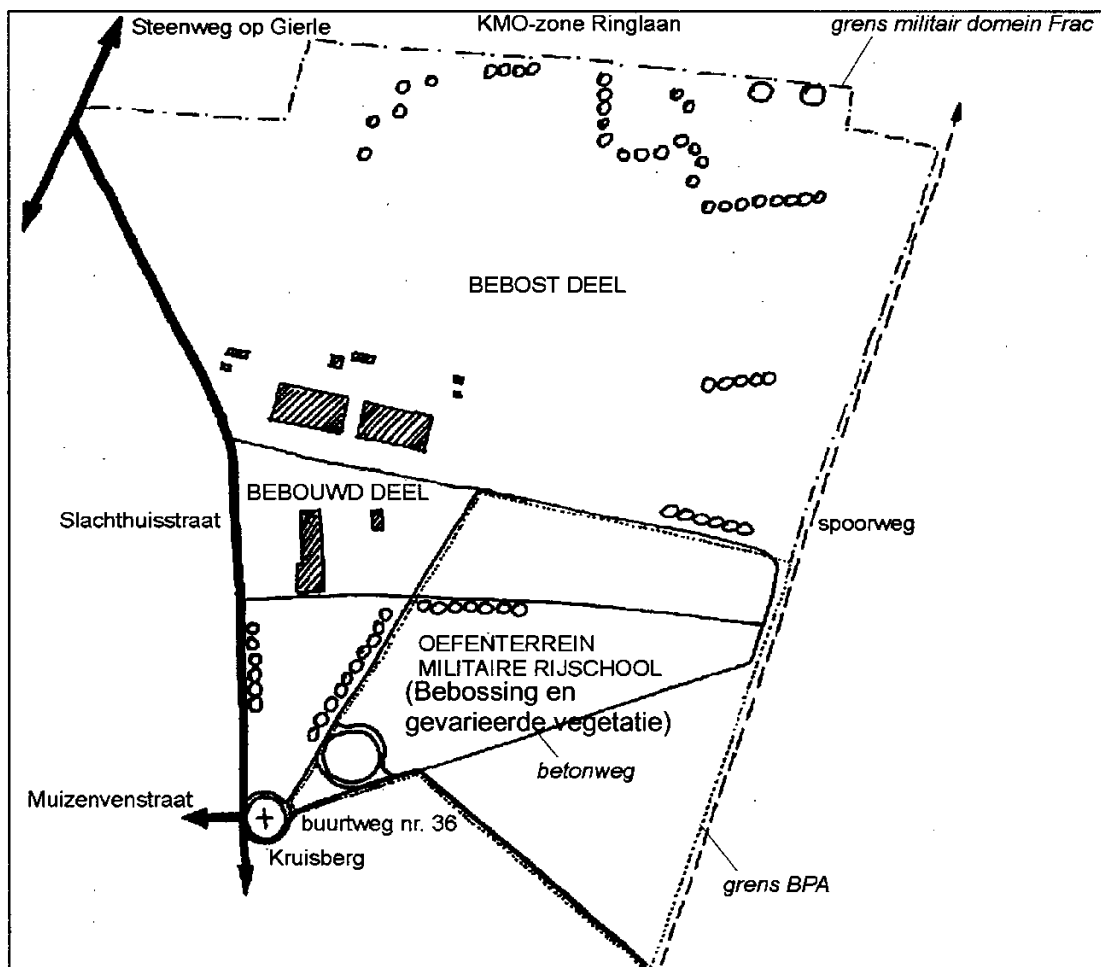 Steenweg op Gierle
KMO-zone Ringlaan
grens militair domein Frac
BEBOST DEEL
BEBOUWD DEEL
Slachthuisstraat
spoorweg
OEFENTERREIN
MILITAIRE RIJSCHOOL
(Bebossing en
gevarieerde vegetatie)
betonweg
Muizenvenstraat
buurtweg nr. 36
Kruisberg
grens BPA